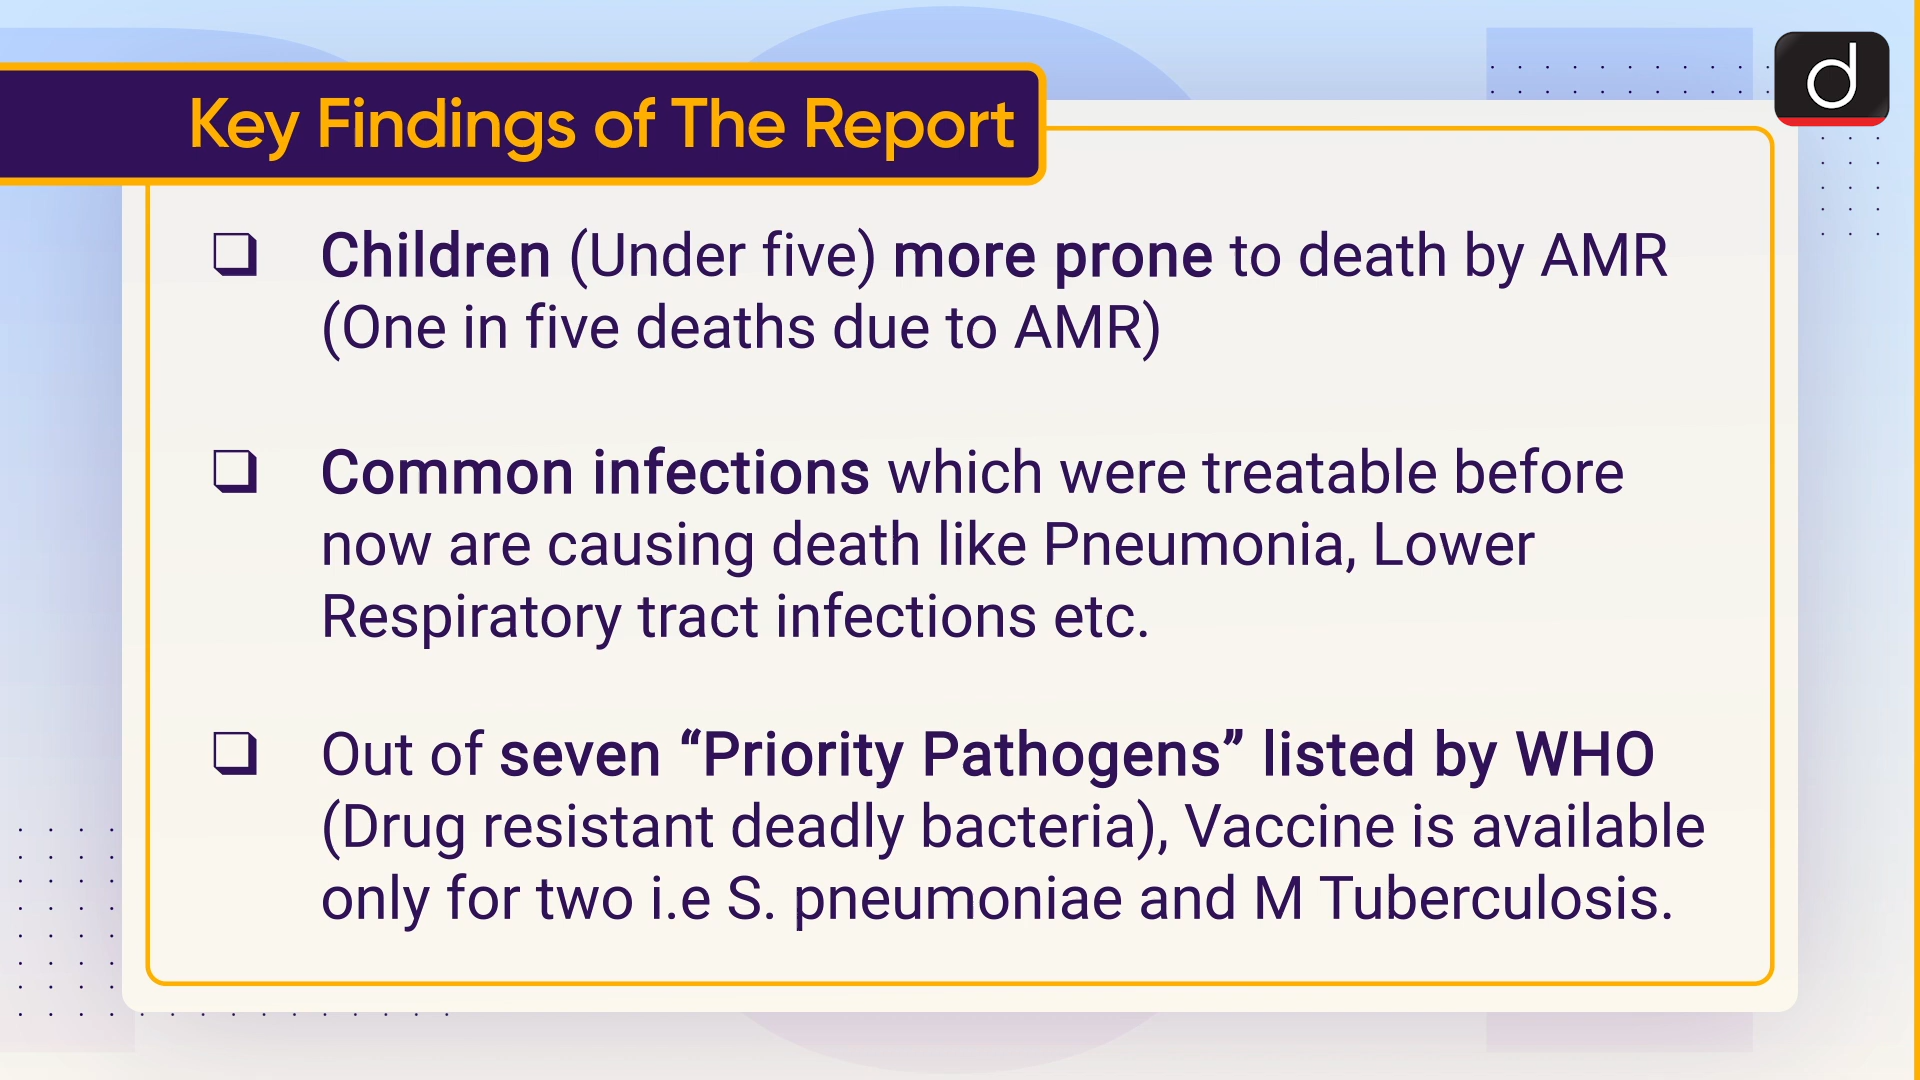 Key Findings of The Report
d
❑ Children (Under five) more prone to death by AMR
(One in five deaths due to AMR)
❑ Common infections which were treatable before
now are causing death like Pneumonia, Lower
Respiratory tract infections etc.
❑ Out of seven “Priority Pathogens” listed by WHO
(Drug resistant deadly bacteria), Vaccine is available
only for two i.e S. pneumoniae and M Tuberculosis.